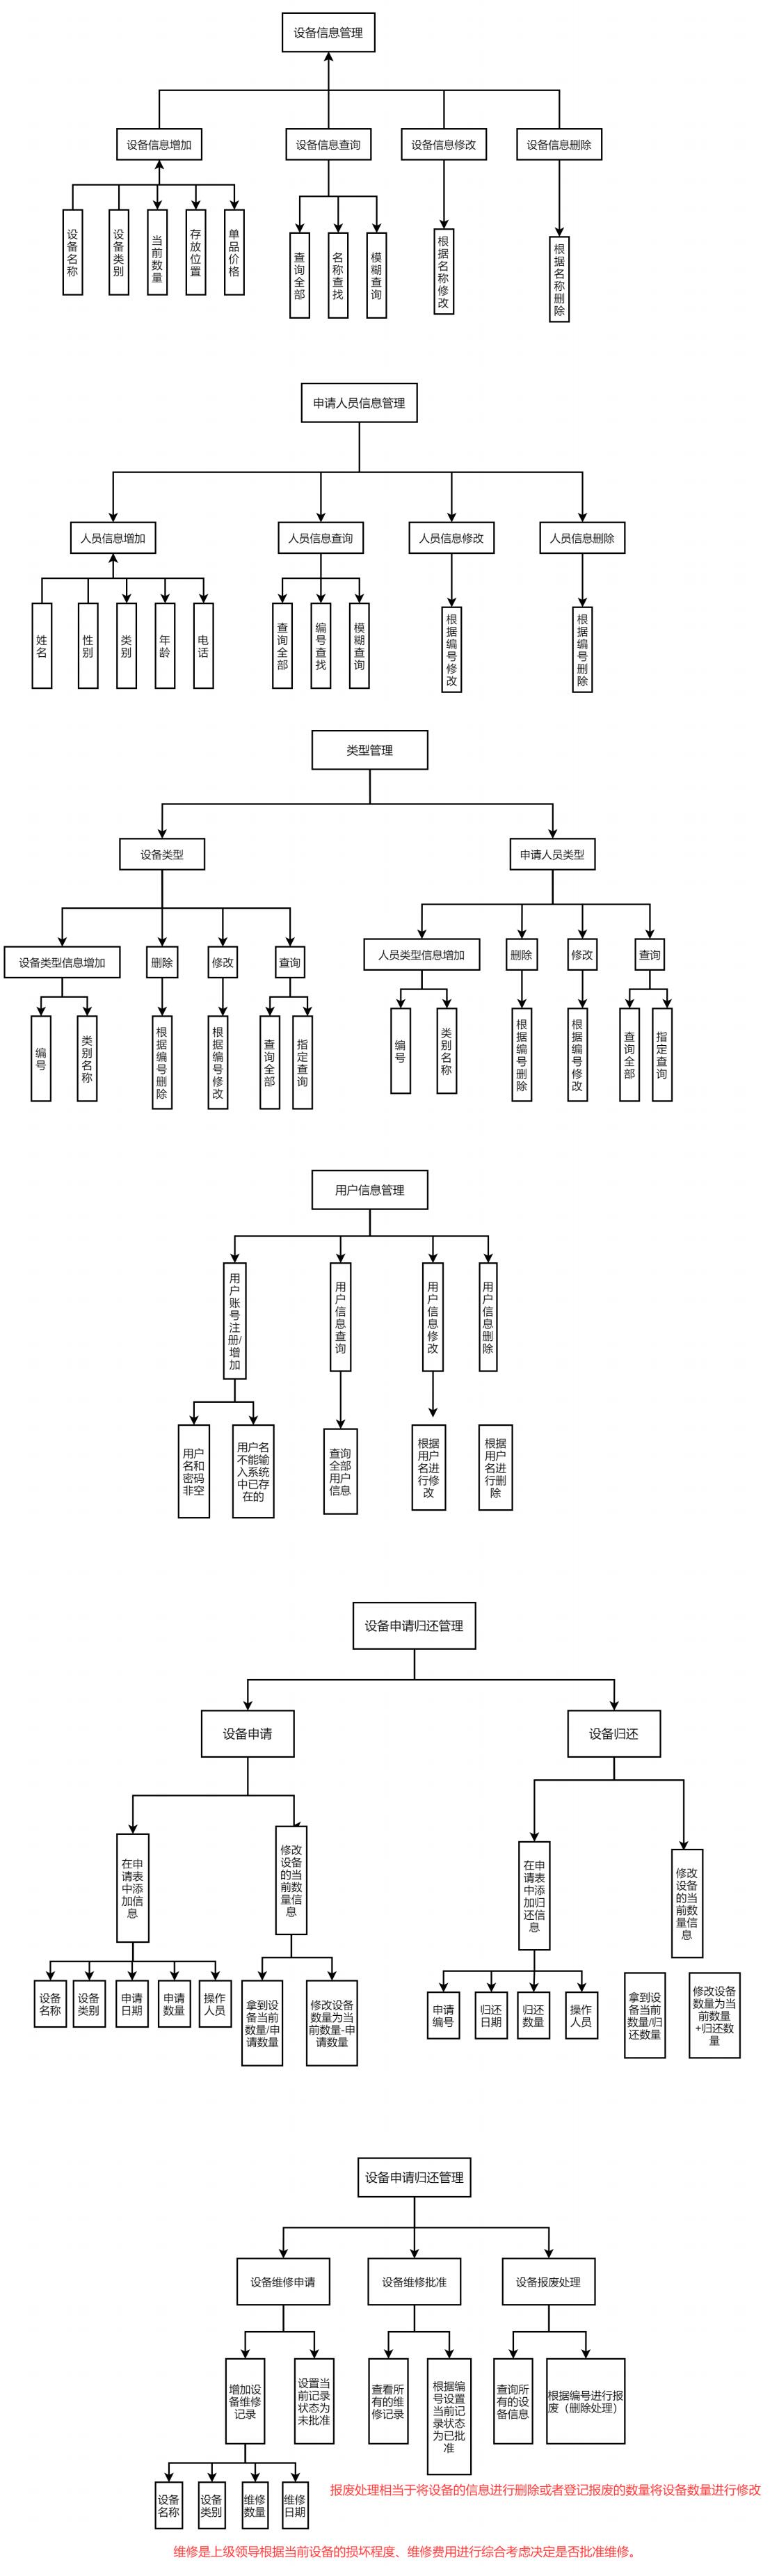 设备信息管理
设备信息增加
设备信息查询
设备信息修改
设备信息删除
设备名称
设备类别
当前数量
存放位置
单品价格
查询全部
名称查找
模糊查询
根据名称修改
根据名称删除
申请人员信息管理
人员信息增加
人员信息查询
人员信息修改
人员信息删除
姓名
性别
类别
年龄
电话
查询全部
编号查找
模糊查询
根据编号修改
根据编号删除
类型管理
设备类型
申请人员类型
设备类型信息增加
删除
修改
查询
人员类型信息增加
删除
修改
查询
编号
类别名称
根据编号删除
根据编号修改
查询全部
指定查询
编号
类别名称
根据编号删除
根据编号修改
查询全部
指定查询
用户信息管理
用户账号注册/增加
用户信息查询
用户信息修改
用户信息删除
用户
名和
密码
非空
用户名
不能输
入系统
中已存
在的
查询
全部
用户
信息
根据
用户
名进
行修
改
根据
用户
名进
行删
除
设备申请归还管理
设备申请
设备归还
在申
请表
中添
加信
息
修改
设备
的当
前数
量信
息
在申
请表
中添
加归
还信
息
修改
设备
的当
前数
量信
息
设备
名称
设备
类别
申请
日期
申请
数量
操作
人员
拿到设
备当前
数量/申
请数量
修改设备
数量为当
前数量-申
请数量
申请
编号
归还
日期
归还
数量
操作
人员
拿到设
备当前
数量/归
还数量
修改设备
数量为当
前数量
+归还数
量
设备申请归还管理
设备维修申请
设备维修批准
设备报废处理
增加设
备维修
记录
设置当
前记录
状态为
未批准
查看所
有的维
修记录
根据编
号设置
当前记
录状态
为已批
准
查询所
有的设
备信息
根据编号进行报
废（删除处理）
设备
名称
设备
类别
维修
数量
维修
日期
报废处理相当于将设备的信息进行删除或者登记报废的数量将设备数量进行修改
维修是上级领导根据当前设备的损坏程度、维修费用进行综合考虑决定是否批准维修。